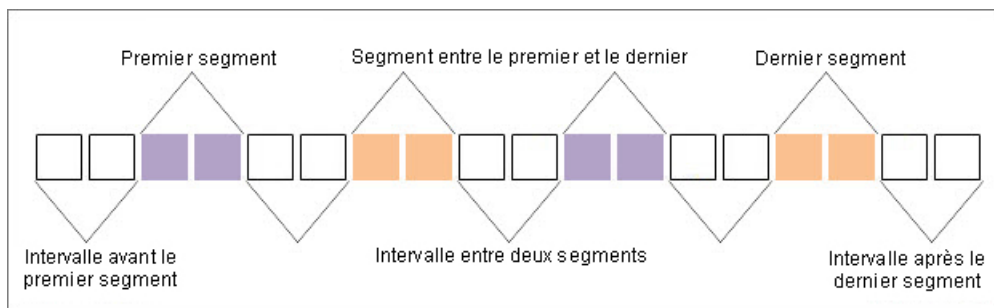 Premier segment
Segment entre le premier et le dernier
Dernier segment
Intervalle avant le
premier segment
Intervalle entre deux segments
Intervalle après le
dernier segment